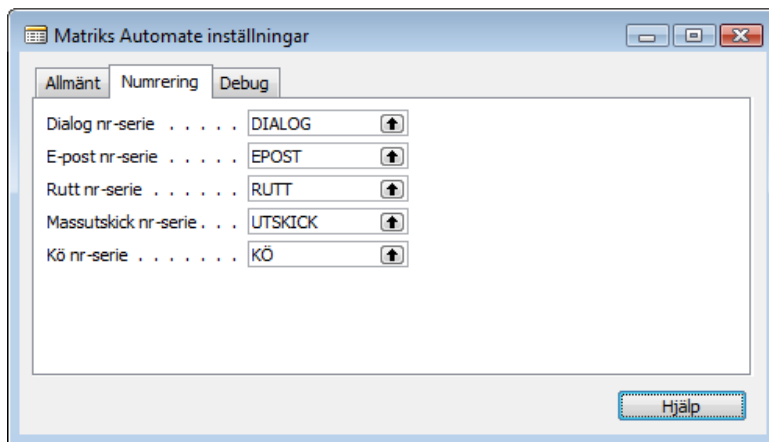 Matriks Automate inställningar
Allmänt Numrering Debug
Dialog nr-serie . . . . . DIALOG
E-post nr-serie . . . . . EPOST
Rutt nr-serie . . . . . . RUTT
Massutskick nr-serie . . . UTSKICK
Kö nr-serie . . . . . . . KÖ
Hjälp